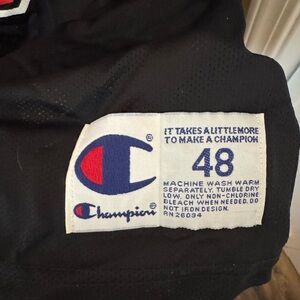 IT TAKES A LITTLE MORE
TO MAKE A CHAMPION
48
MACHINE WASH WARM
SEPARATELY, TUMBLE DRY
LOW, ONLY NON-CHLORINE
BLEACH WHEN NEEDED. DO
NOT IRON DESIGN.
RN 26094
®
Champion®